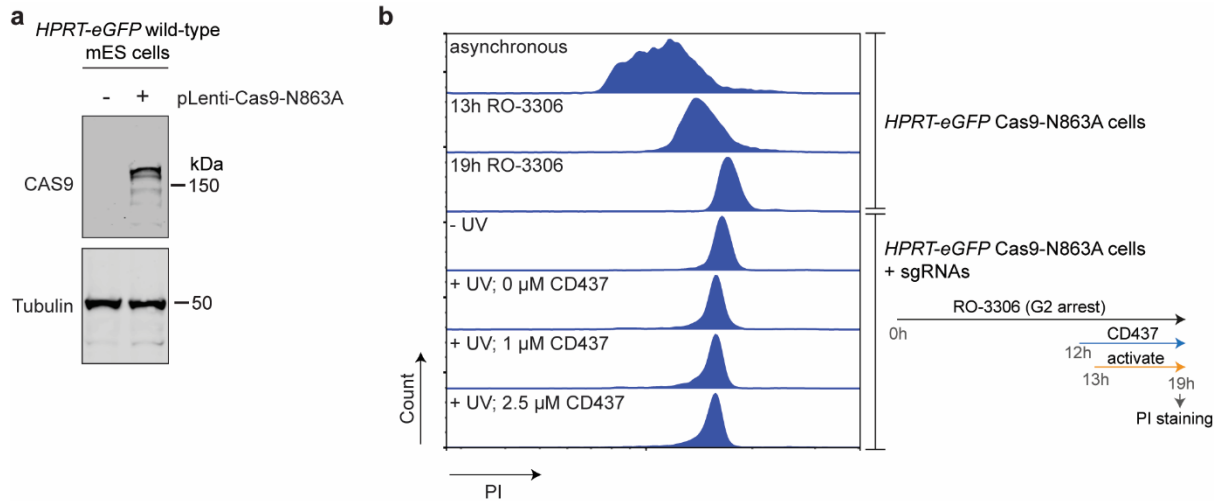 a
HPRT-eGFP wild-type
mES cells
- + pLenti-Cas9-N863A
kDa
CAS9
150
Tubulin
50
b
asynchronous
13h RO-3306
19h RO-3306
- UV
+ UV; 0 µM CD437
+ UV; 1 µM CD437
+ UV; 2.5 µM CD437
Count
PI
HPRT-eGFP Cas9-N863A cells
HPRT-eGFP Cas9-N863A cells
+ sgRNAs
RO-3306 (G2 arrest)
0h
CD437
12h
activate
13h
19h
PI staining